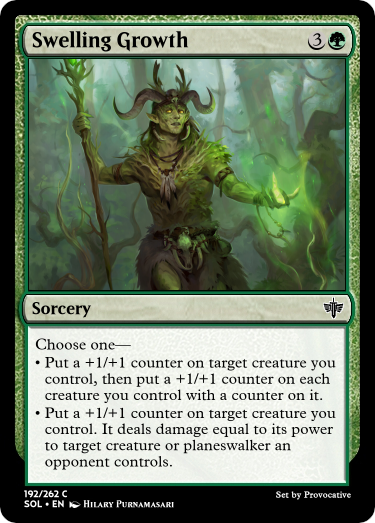 Swelling Growth 3
Sorcery
Choose one—
• Put a +1/+1 counter on target creature you
control, then put a +1/+1 counter on each
creature you control with a counter on it.
• Put a +1/+1 counter on target creature you
control. It deals damage equal to its power
to target creature or planeswalker an
opponent controls.
192/262 C
SOL • EN Hilary Purnamasari
Set by Provocative